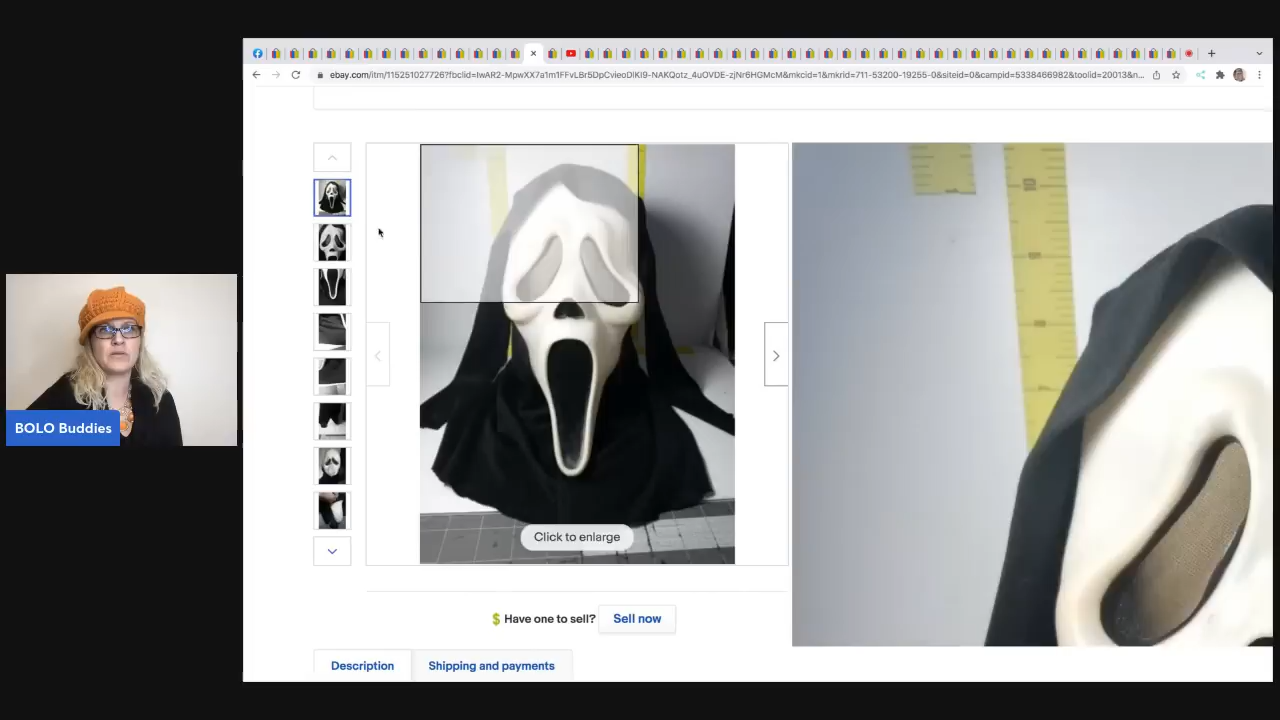 ebay.com/itm/115251027726?fbclid=IwAR2-MpwXX7a1m1FFvLBr5DpCvieoDlKI9-NAKQotz_4uOVDE-zjNr6HGMcM&mkcid=1&mkrid=711-53200-19255-0&siteid=0&campid=5338466982&toolid=20013&n...
BOLO Buddies
Click to enlarge
Have one to sell? Sell now
Description Shipping and payments